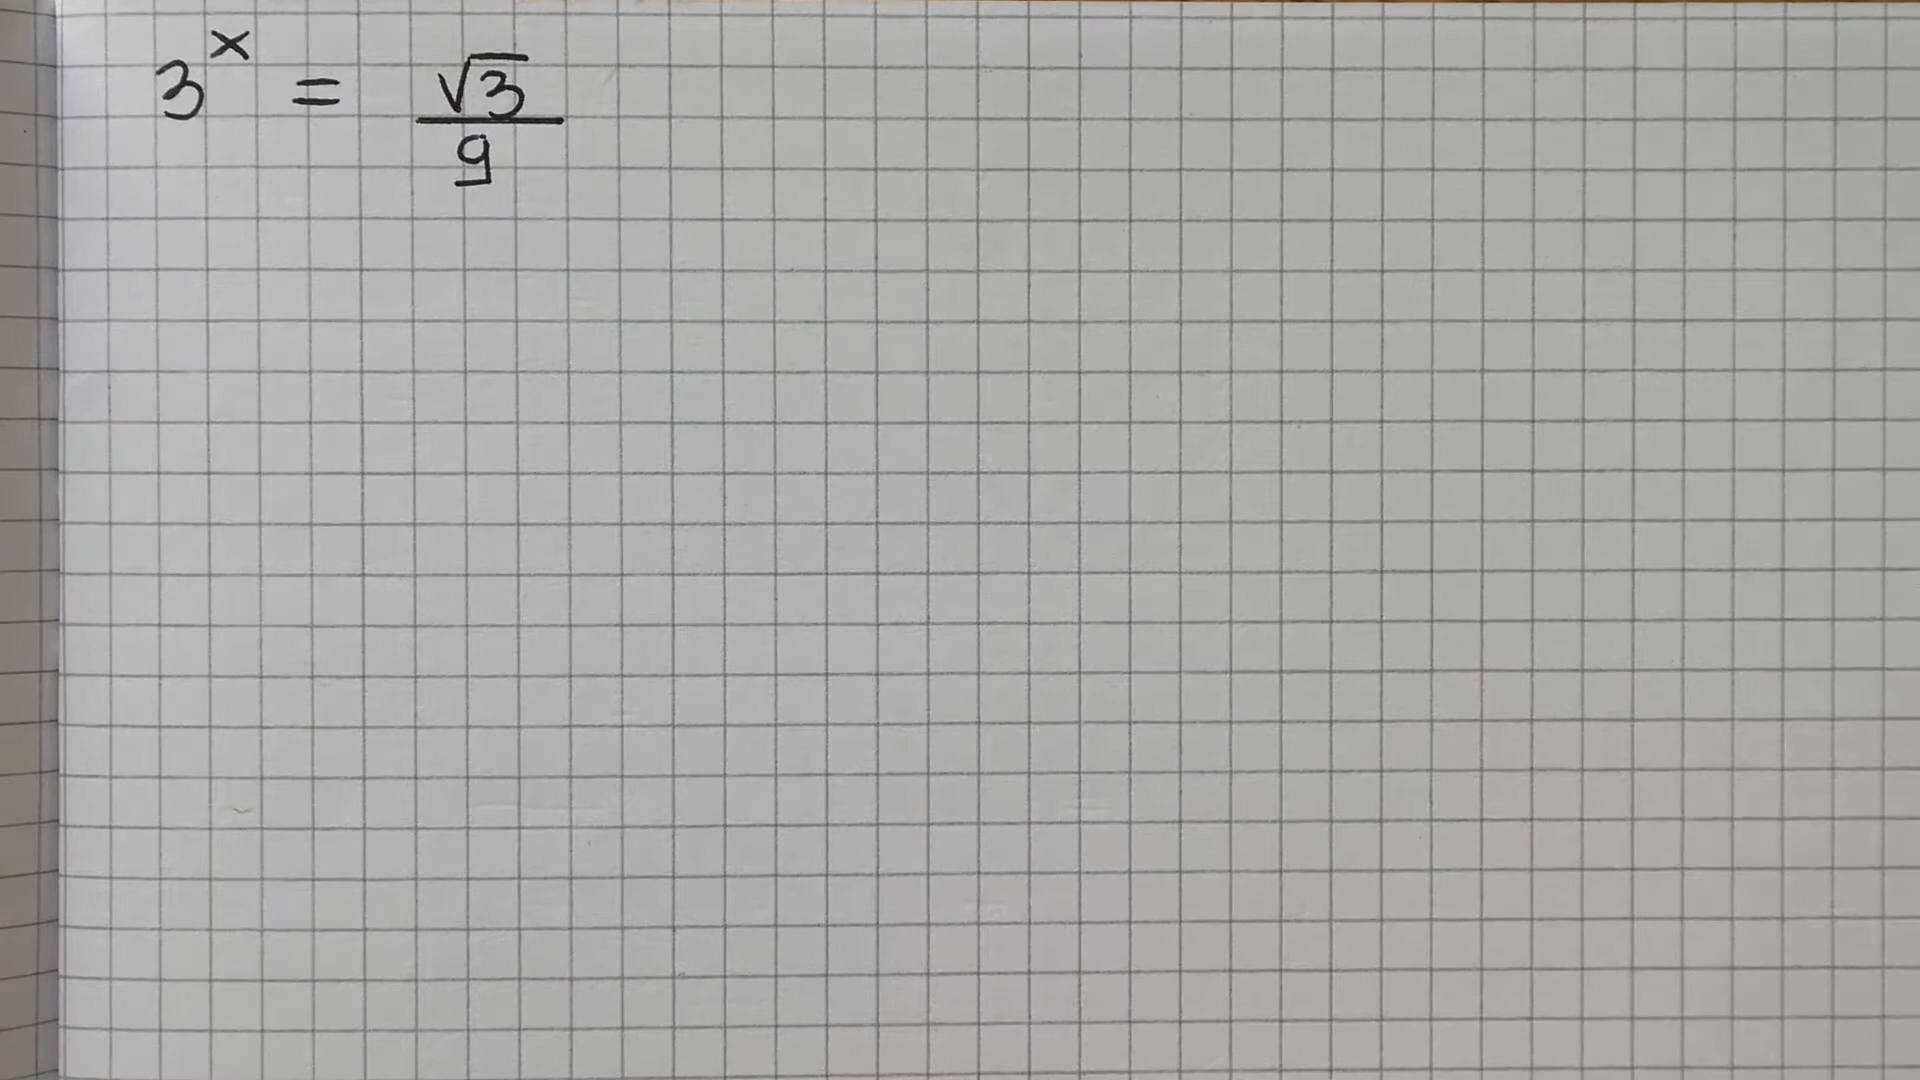 3^x = √3/9